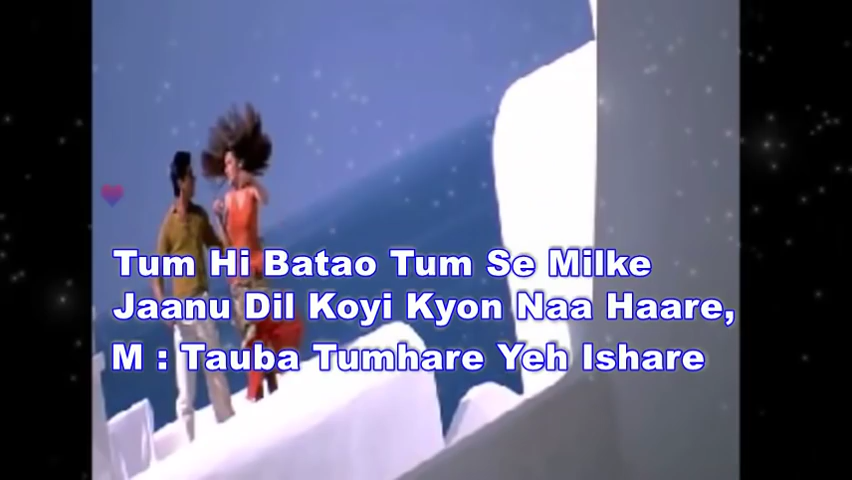 Tum Hi Batao Tum Se Milke
Jaanu Dil Koyi Kyon Naa Haare,
M : Tauba Tumhare Yeh Ishare